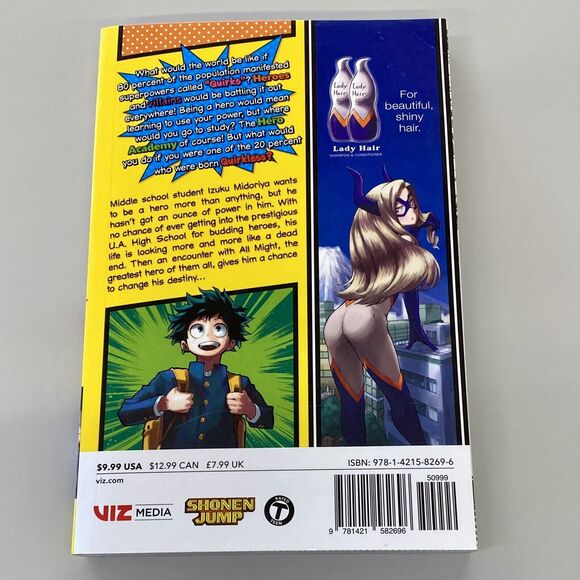 What would the world be like if
80 percent of the population manifested
superpowers called "Quirks"? Heroes
and villains would be battling it out
everywhere! Being a hero would mean
learning to use your power, but where
would you go to study? The Hero
Academy of course! But what would
you do if you were one of the 20 percent
who were born Quirkless?
Middle school student Izuku Midoriya wants
to be a hero more than anything, but he
hasn't got an ounce of power in him. With
no chance of ever getting into the prestigious
U.A. High School for budding heroes, his
life is looking more and more like a dead
end. Then an encounter with All Might, the
greatest hero of them all, gives him a chance
to change his destiny...
Lady
Hair
Lady
Hair
Lady Hair
SHAMPOO & CONDITIONER
For
beautiful,
shiny
hair.
$9.99 USA $12.99 CAN £7.99 UK
viz.com
VIZ MEDIA
SHONEN
JUMP
RATED
T
TEEN
ISBN: 978-1-4215-8269-6
50999
9 781421 582696